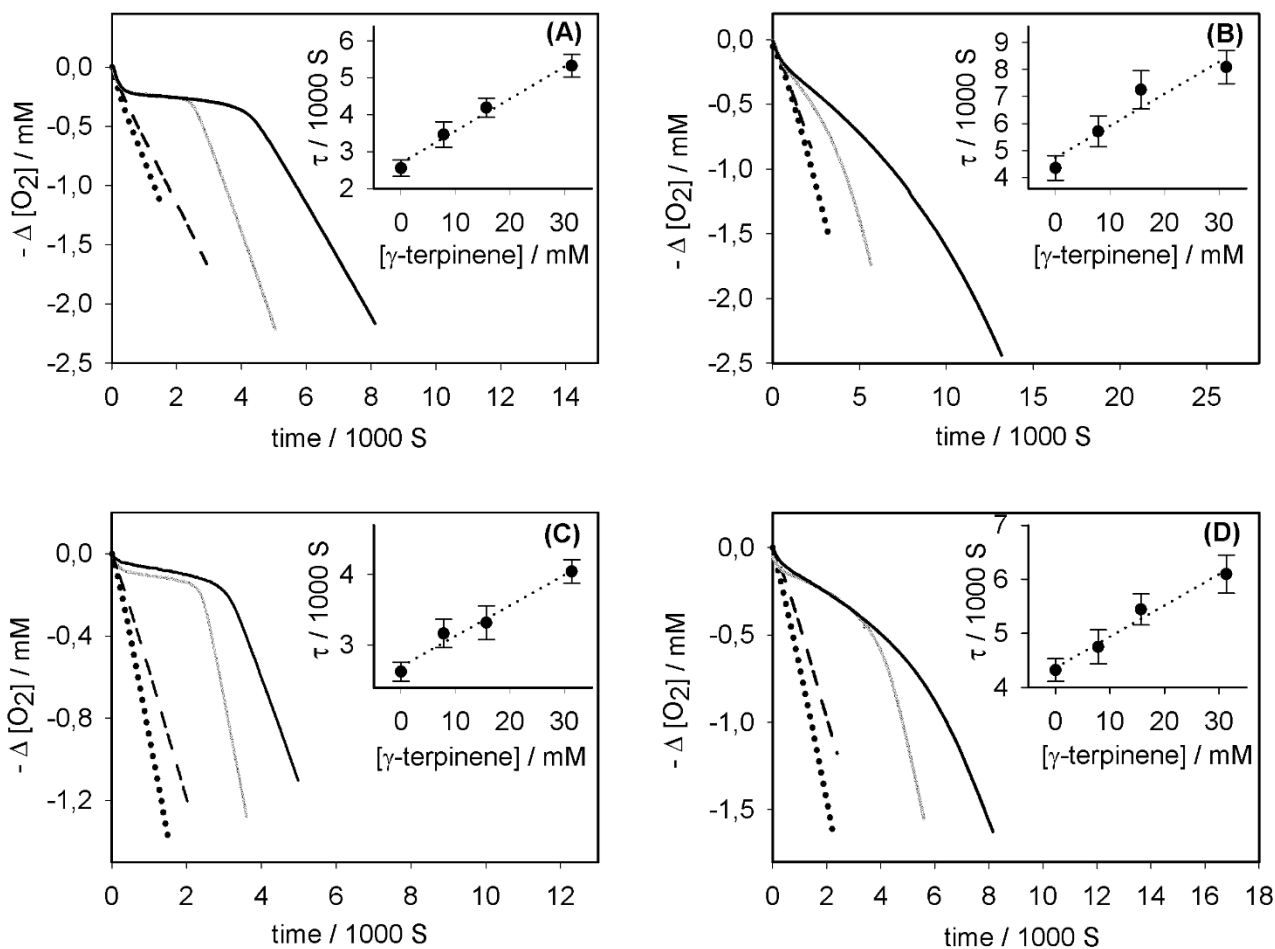 (A)
0,0
-0,5
-1,0
-1,5
-2,0
-2,5
- Δ [O2] / mM
0 2 4 6 8 10 12 14
time / 1000 S
6
5
4
3
2
τ / 1000 S
0 10 20 30
[γ-terpinene] / mM
(B)
0,0
-0,5
-1,0
-1,5
-2,0
-2,5
- Δ [O2] / mM
0 5 10 15 20 25
time / 1000 S
9
8
7
6
5
4
τ / 1000 S
0 10 20 30
[γ-terpinene] / mM
(C)
0,0
-0,4
-0,8
-1,2
- Δ [O2] / mM
0 2 4 6 8 10 12
time / 1000 S
4
3
τ / 1000 S
0 10 20 30
[γ-terpinene] / mM
(D)
0,0
-0,5
-1,0
-1,5
- Δ [O2] / mM
0 2 4 6 8 10 12 14 16 18
time / 1000 S
7
6
5
4
τ / 1000 S
0 10 20 30
[γ-terpinene] / mM